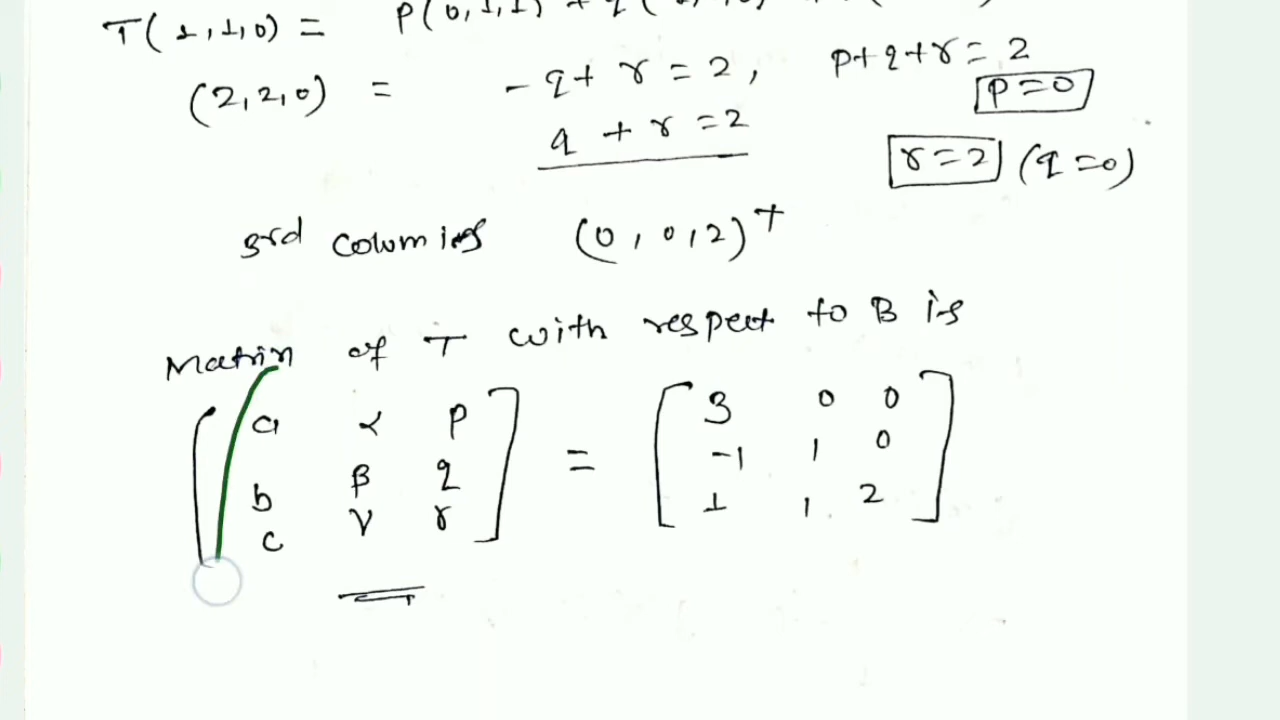 T(1,1,0) = p(0,1,1) + q(
(2,2,0) = -q + r = 2, p+q+r = 2
p=0
q + r = 2
r=2 (q=0)
3rd column is (0,0,2)ᵀ
Matrix of T with respect to B is
[a α p] = [3 0 0]
[b β q] [-1 1 0]
[c γ r] [1 1 2]